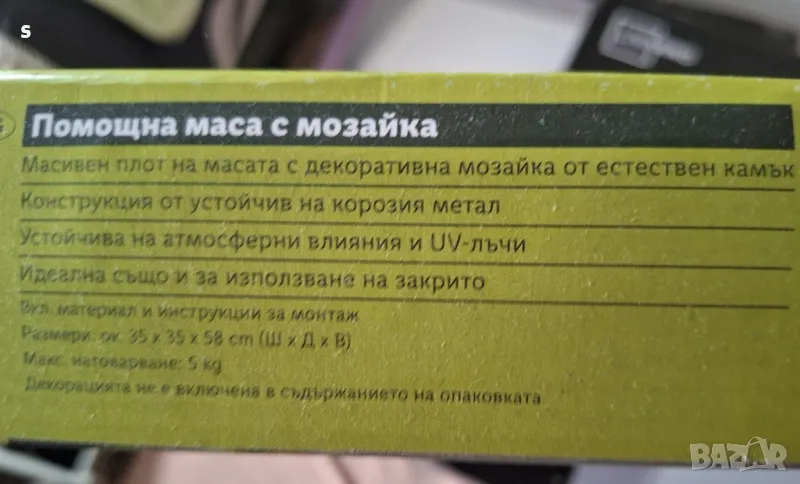 s
Помощна маса с мозайка
Масивен плот на масата с декоративна мозайка от естествен камък
Конструкция от устойчив на корозия метал
Устойчива на атмосферни влияния и UV-лъчи
Идеална също и за използване на закрито
Вкл. материал и инструкции за монтаж
Размери: ок. 35 x 35 x 58 cm (Ш x Д x В)
Макс. натоварване: 5 kg
Декорацията не е включена в съдържанието на опаковката
BAZAR